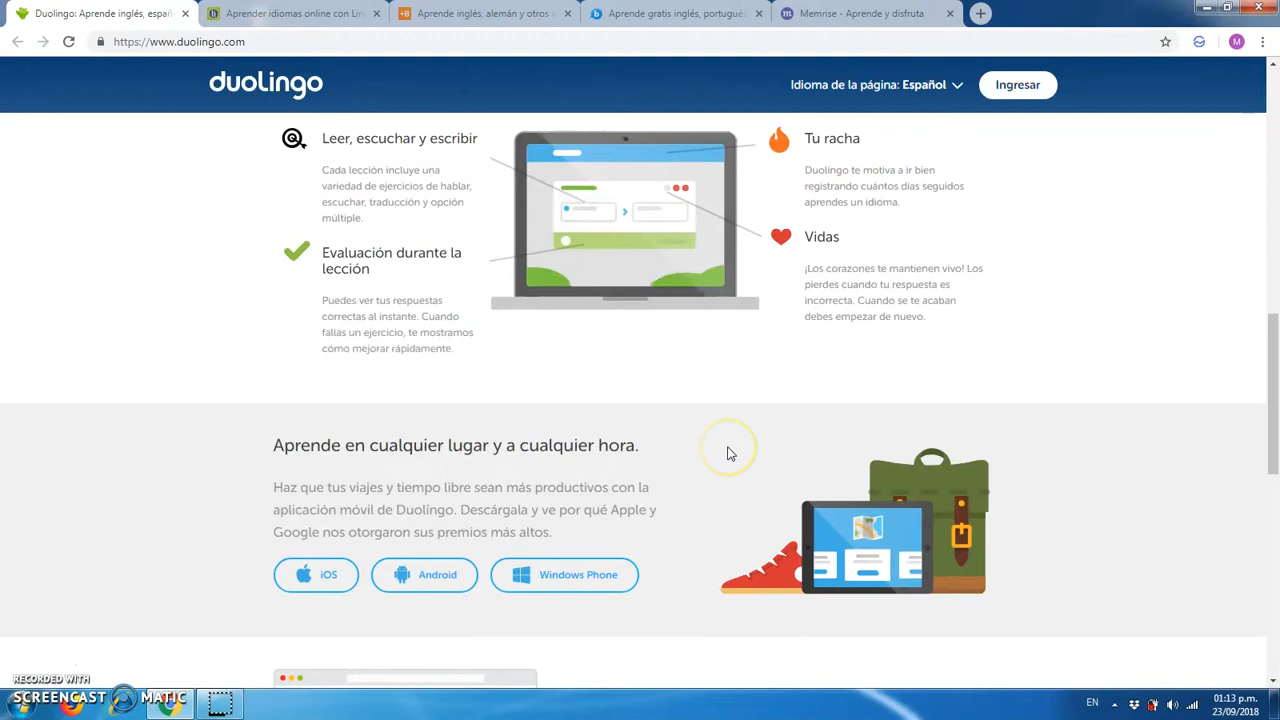 Duolingo: Aprende inglés, españ
Aprender idiomas online con Lin
Aprende inglés, alemán y otros e
Aprende gratis inglés, portugués
Memrise - Aprende y disfruta
https://www.duolingo.com
M
duolingo
Idioma de la página: Español
Ingresar
Leer, escuchar y escribir
Cada lección incluye una
variedad de ejercicios de hablar,
escuchar, traducción y opción
múltiple.
Evaluación durante la
lección
Puedes ver tus respuestas
correctas al instante. Cuando
fallas un ejercicio, te mostramos
cómo mejorar rápidamente.
Tu racha
Duolingo te motiva a ir bien
registrando cuántos días seguidos
aprendes un idioma.
Vidas
¡Los corazones te mantienen vivo! Los
pierdes cuando tu respuesta es
incorrecta. Cuando se te acaban
debes empezar de nuevo.
Aprende en cualquier lugar y a cualquier hora.
Haz que tus viajes y tiempo libre sean más productivos con la
aplicación móvil de Duolingo. Descárgala y ve por qué Apple y
Google nos otorgaron sus premios más altos.
iOS
Android
Windows Phone
RECORDED WITH
SCREENCAST MATIC
EN
01:13 p.m.
23/09/2018